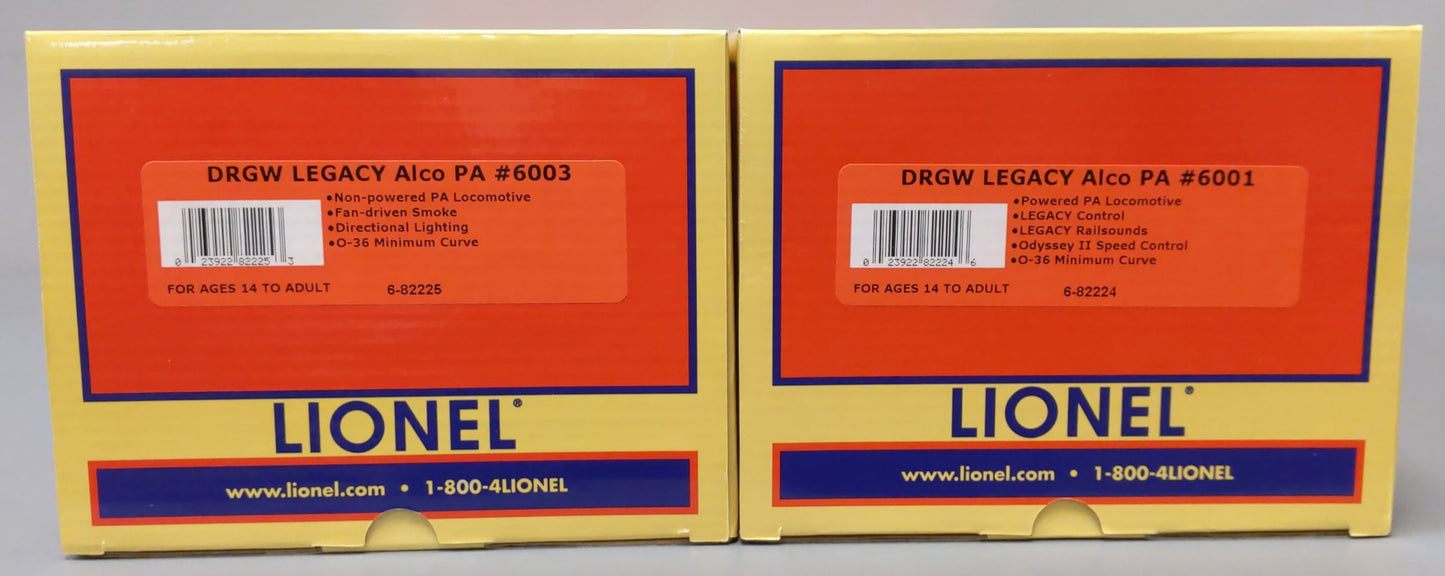 DRGW LEGACY Alco PA #6003
•Non-powered PA Locomotive
•Fan-driven Smoke
•Directional Lighting
•O-36 Minimum Curve
0 23922 82225 3
FOR AGES 14 TO ADULT 6-82225
LIONEL®
www.lionel.com • 1-800-4LIONEL
DRGW LEGACY Alco PA #6001
•Powered PA Locomotive
•LEGACY Control
•LEGACY Railsounds
•Odyssey II Speed Control
•O-36 Minimum Curve
0 23922 82224 6
FOR AGES 14 TO ADULT 6-82224
LIONEL®
www.lionel.com • 1-800-4LIONEL